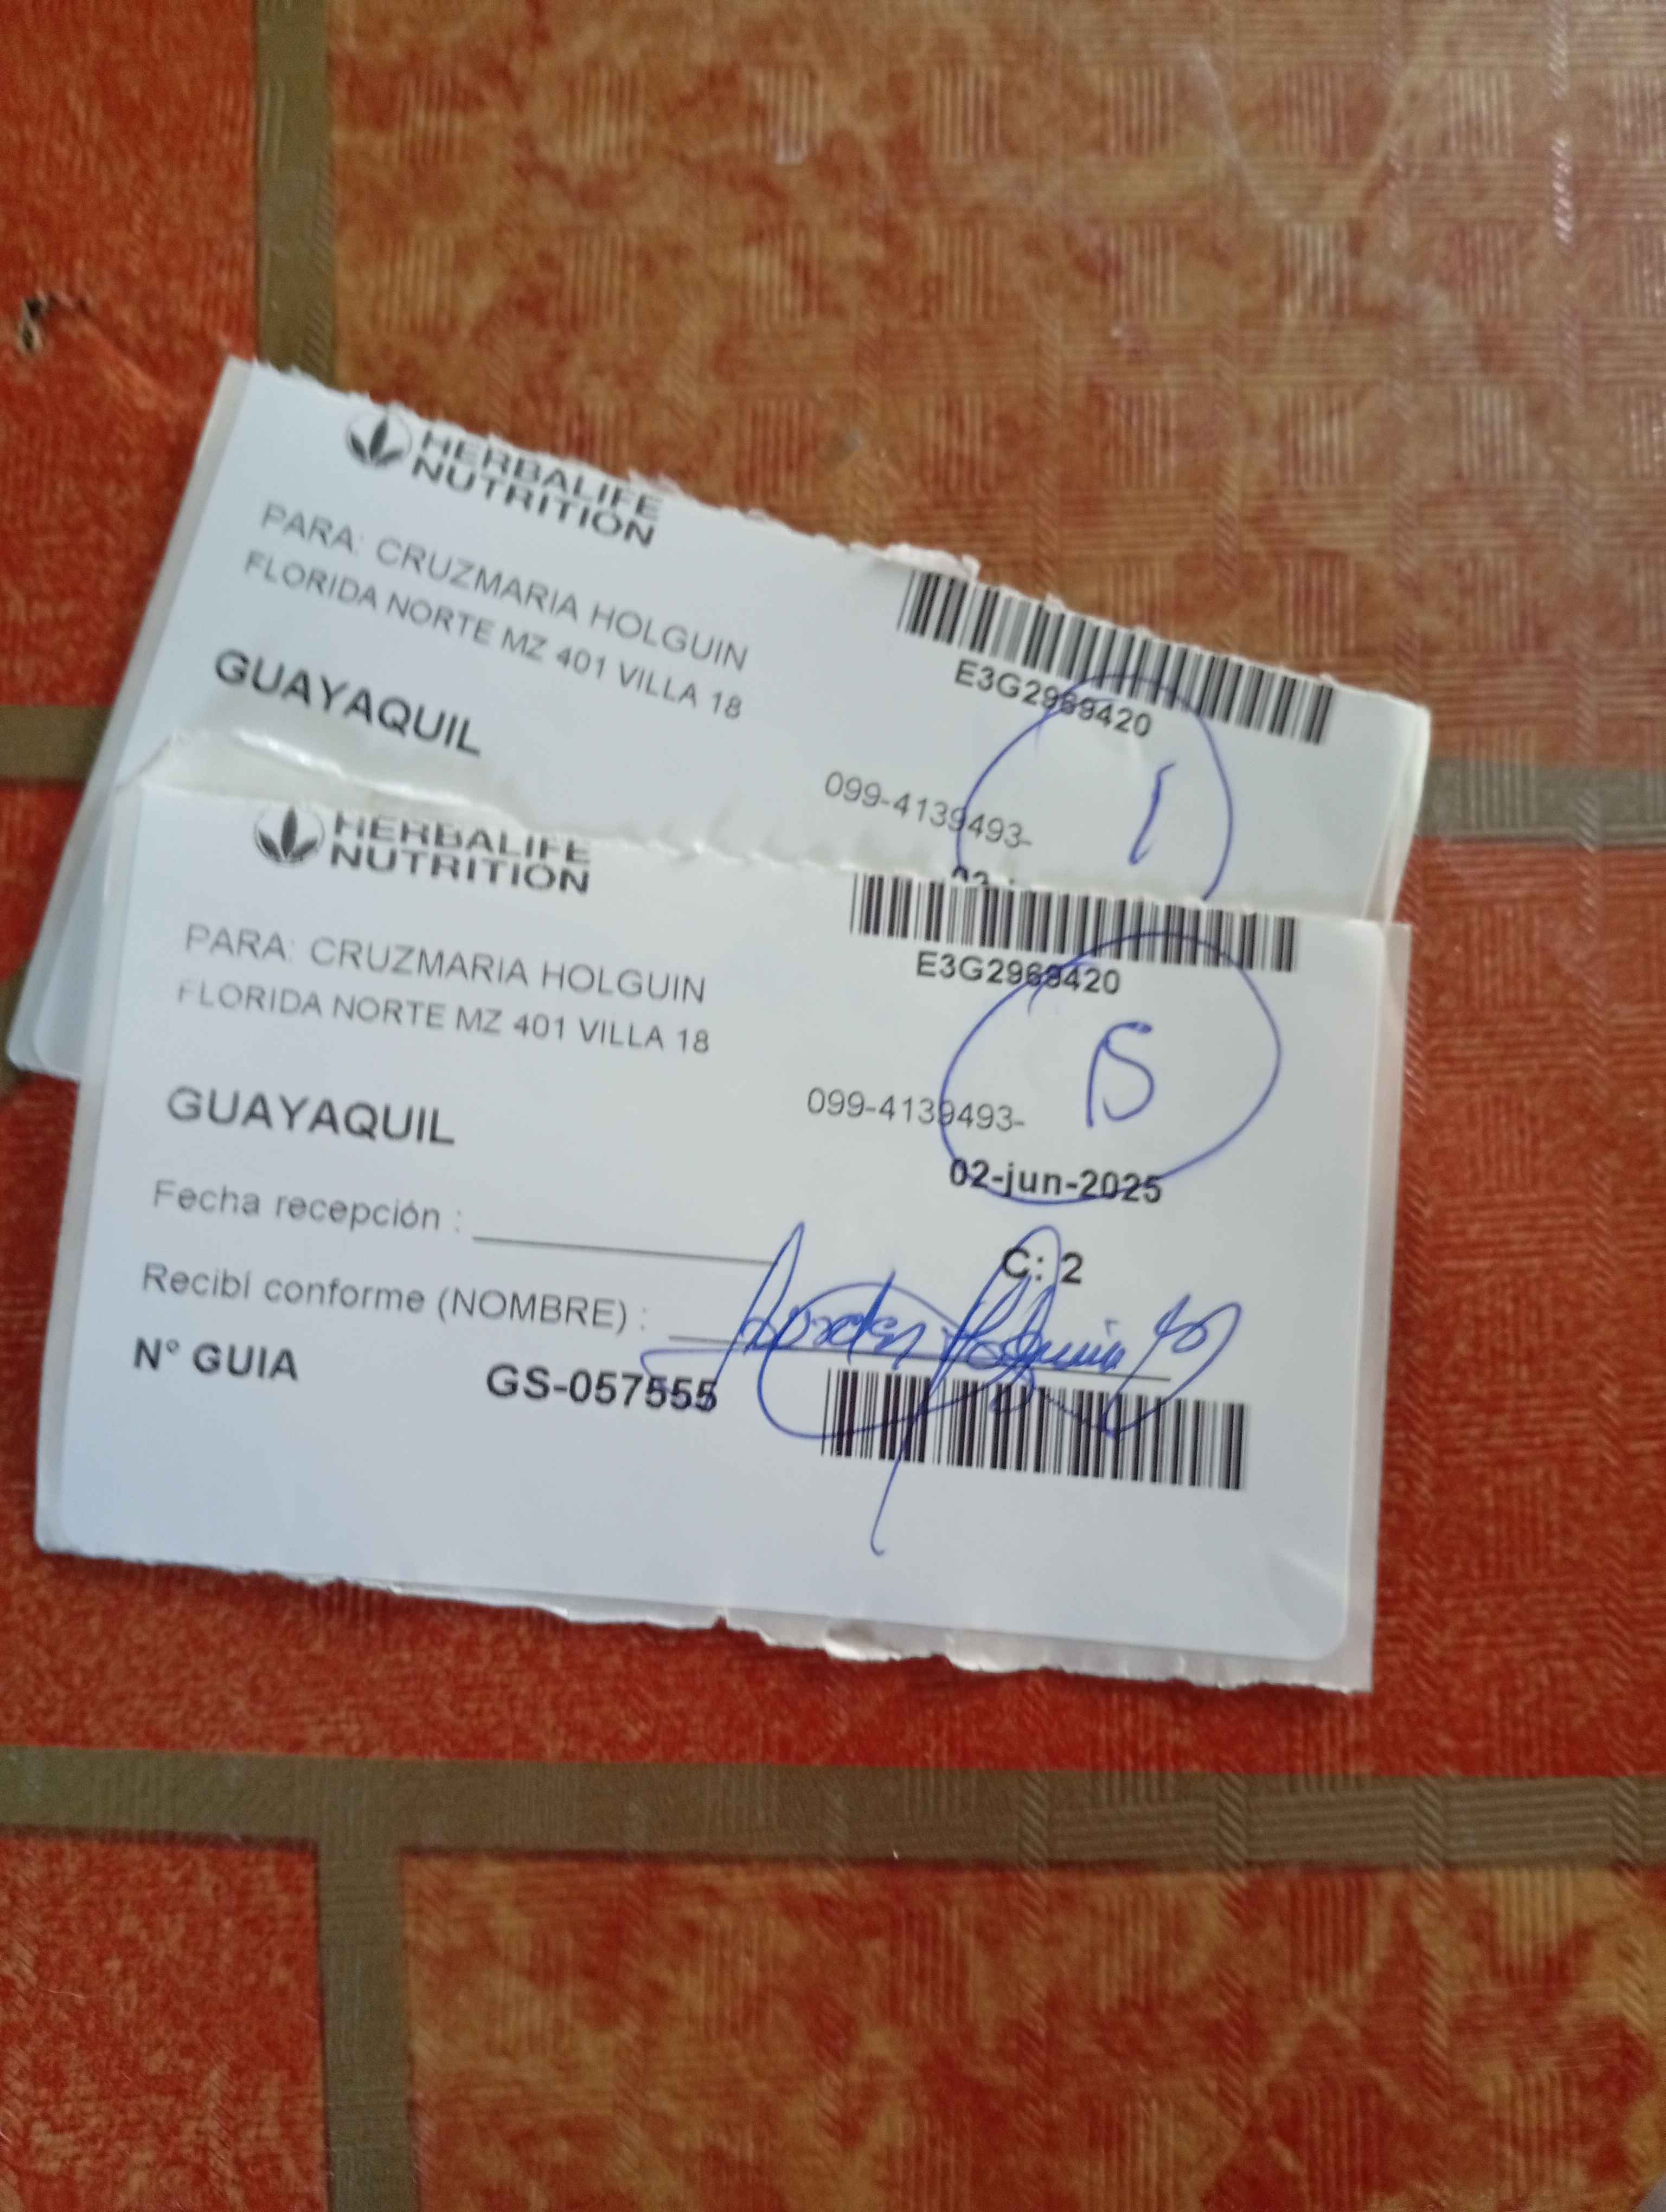 HERBALIFE
NUTRITION
PARA: CRUZMARIA HOLGUIN
FLORIDA NORTE MZ 401 VILLA 18
GUAYAQUIL
E3G2969420
099-4139493-
1
HERBALIFE
NUTRITION
PARA: CRUZMARIA HOLGUIN
FLORIDA NORTE MZ 401 VILLA 18
GUAYAQUIL
E3G2969420
099-4139493-
02-jun-2025
Fecha recepción :
C: 2
Recibí conforme (NOMBRE) :
N° GUIA
GS-057555